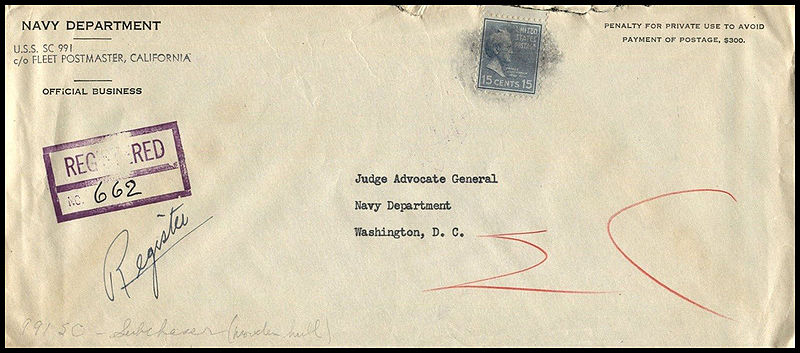 NAVY DEPARTMENT
U.S.S. SC 991
c/o FLEET POSTMASTER, CALIFORNIA
OFFICIAL BUSINESS
PENALTY FOR PRIVATE USE TO AVOID
PAYMENT OF POSTAGE, $300.
UNITED
STATES
POSTAGE
15 CENTS 15
REGISTERED
NO. 662
Register
Judge Advocate General
Navy Department
Washington, D. C.
991 SC - Subchaser (wooden hull)